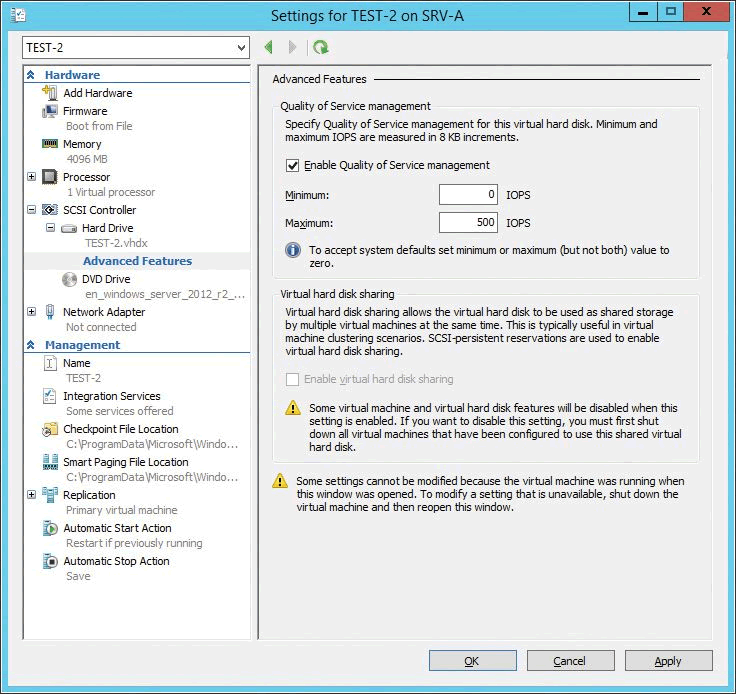 Settings for TEST-2 on SRV-A
TEST-2
Hardware
Add Hardware
Firmware
Boot from File
Memory
4096 MB
Processor
1 Virtual processor
SCSI Controller
Hard Drive
TEST-2.vhdx
Advanced Features
DVD Drive
en_windows_server_2012_r2_...
Network Adapter
Not connected
Management
Name
TEST-2
Integration Services
Some services offered
Checkpoint File Location
C:\ProgramData\Microsoft\Windo...
Smart Paging File Location
C:\ProgramData\Microsoft\Windo...
Replication
Primary virtual machine
Automatic Start Action
Restart if previously running
Automatic Stop Action
Save
Advanced Features
Quality of Service management
Specify Quality of Service management for this virtual hard disk. Minimum and
maximum IOPS are measured in 8 KB increments.
Enable Quality of Service management
Minimum: 0 IOPS
Maximum: 500 IOPS
To accept system defaults set minimum or maximum (but not both) value to
zero.
Virtual hard disk sharing
Virtual hard disk sharing allows the virtual hard disk to be used as shared storage
by multiple virtual machines at the same time. This is typically useful in virtual
machine clustering scenarios. SCSI-persistent reservations are used to enable
virtual hard disk sharing.
Enable virtual hard disk sharing
Some virtual machine and virtual hard disk features will be disabled when this
setting is enabled. If you want to disable this setting, you must first shut
down all virtual machines that have been configured to use this shared virtual
hard disk.
Some settings cannot be modified because the virtual machine was running when
this window was opened. To modify a setting that is unavailable, shut down the
virtual machine and then reopen this window.
OK Cancel Apply